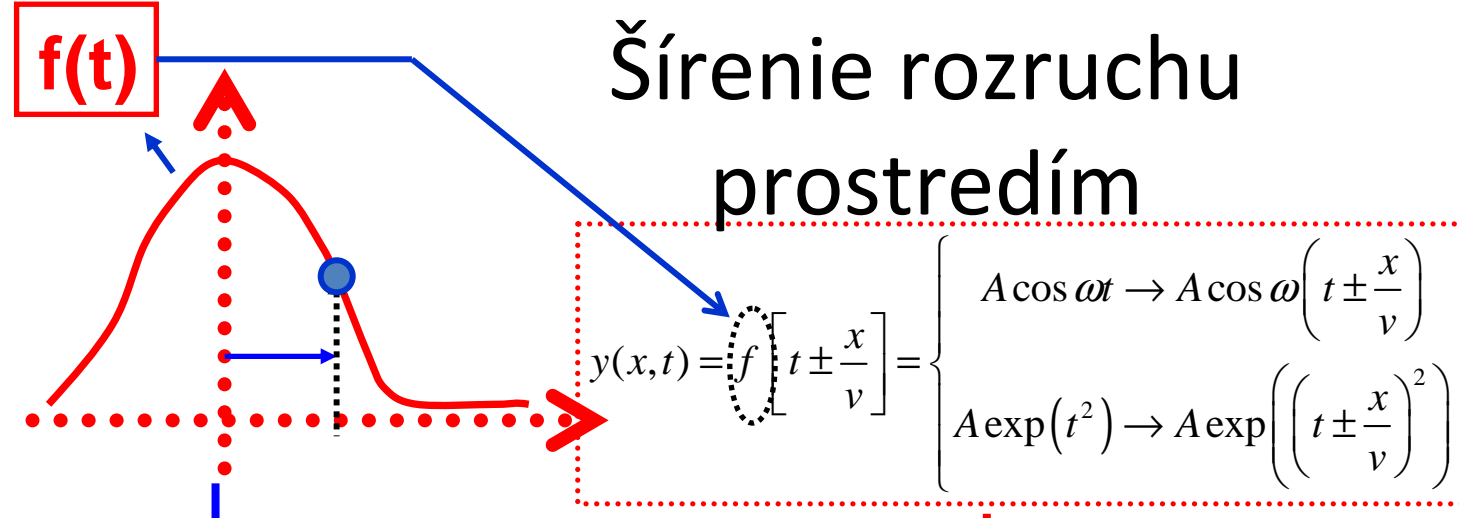 f(t)
Šírenie rozruchu
prostredím
y(x,t) = f[t ± x/v] = { A cos ωt → A cos ω(t ± x/v)
A exp(t²) → A exp((t ± x/v)²)